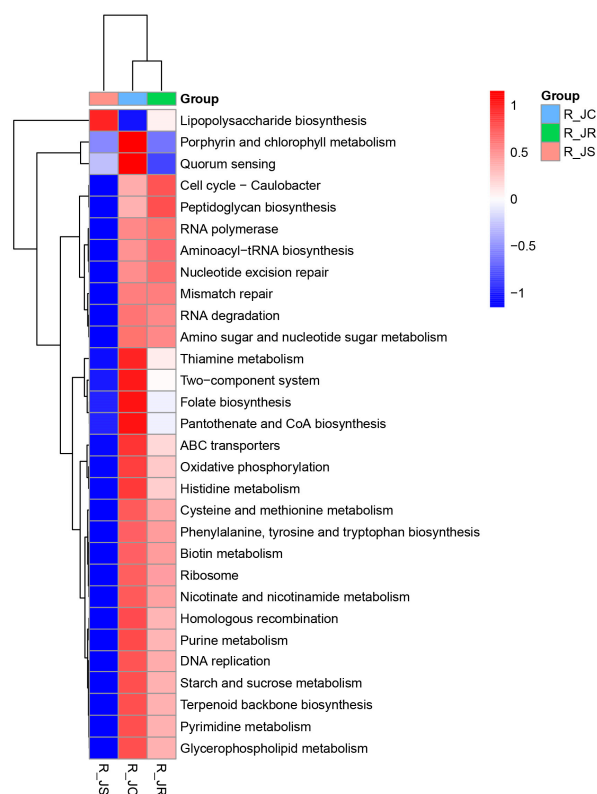 Group
Lipopolysaccharide biosynthesis
Porphyrin and chlorophyll metabolism
Quorum sensing
Cell cycle − Caulobacter
Peptidoglycan biosynthesis
RNA polymerase
Aminoacyl−tRNA biosynthesis
Nucleotide excision repair
Mismatch repair
RNA degradation
Amino sugar and nucleotide sugar metabolism
Thiamine metabolism
Two−component system
Folate biosynthesis
Pantothenate and CoA biosynthesis
ABC transporters
Oxidative phosphorylation
Histidine metabolism
Cysteine and methionine metabolism
Phenylalanine, tyrosine and tryptophan biosynthesis
Biotin metabolism
Ribosome
Nicotinate and nicotinamide metabolism
Homologous recombination
Purine metabolism
DNA replication
Starch and sucrose metabolism
Terpenoid backbone biosynthesis
Pyrimidine metabolism
Glycerophospholipid metabolism
R_JS
R_JC
R_JR
1
0.5
0
−0.5
−1
Group
R_JC
R_JR
R_JS